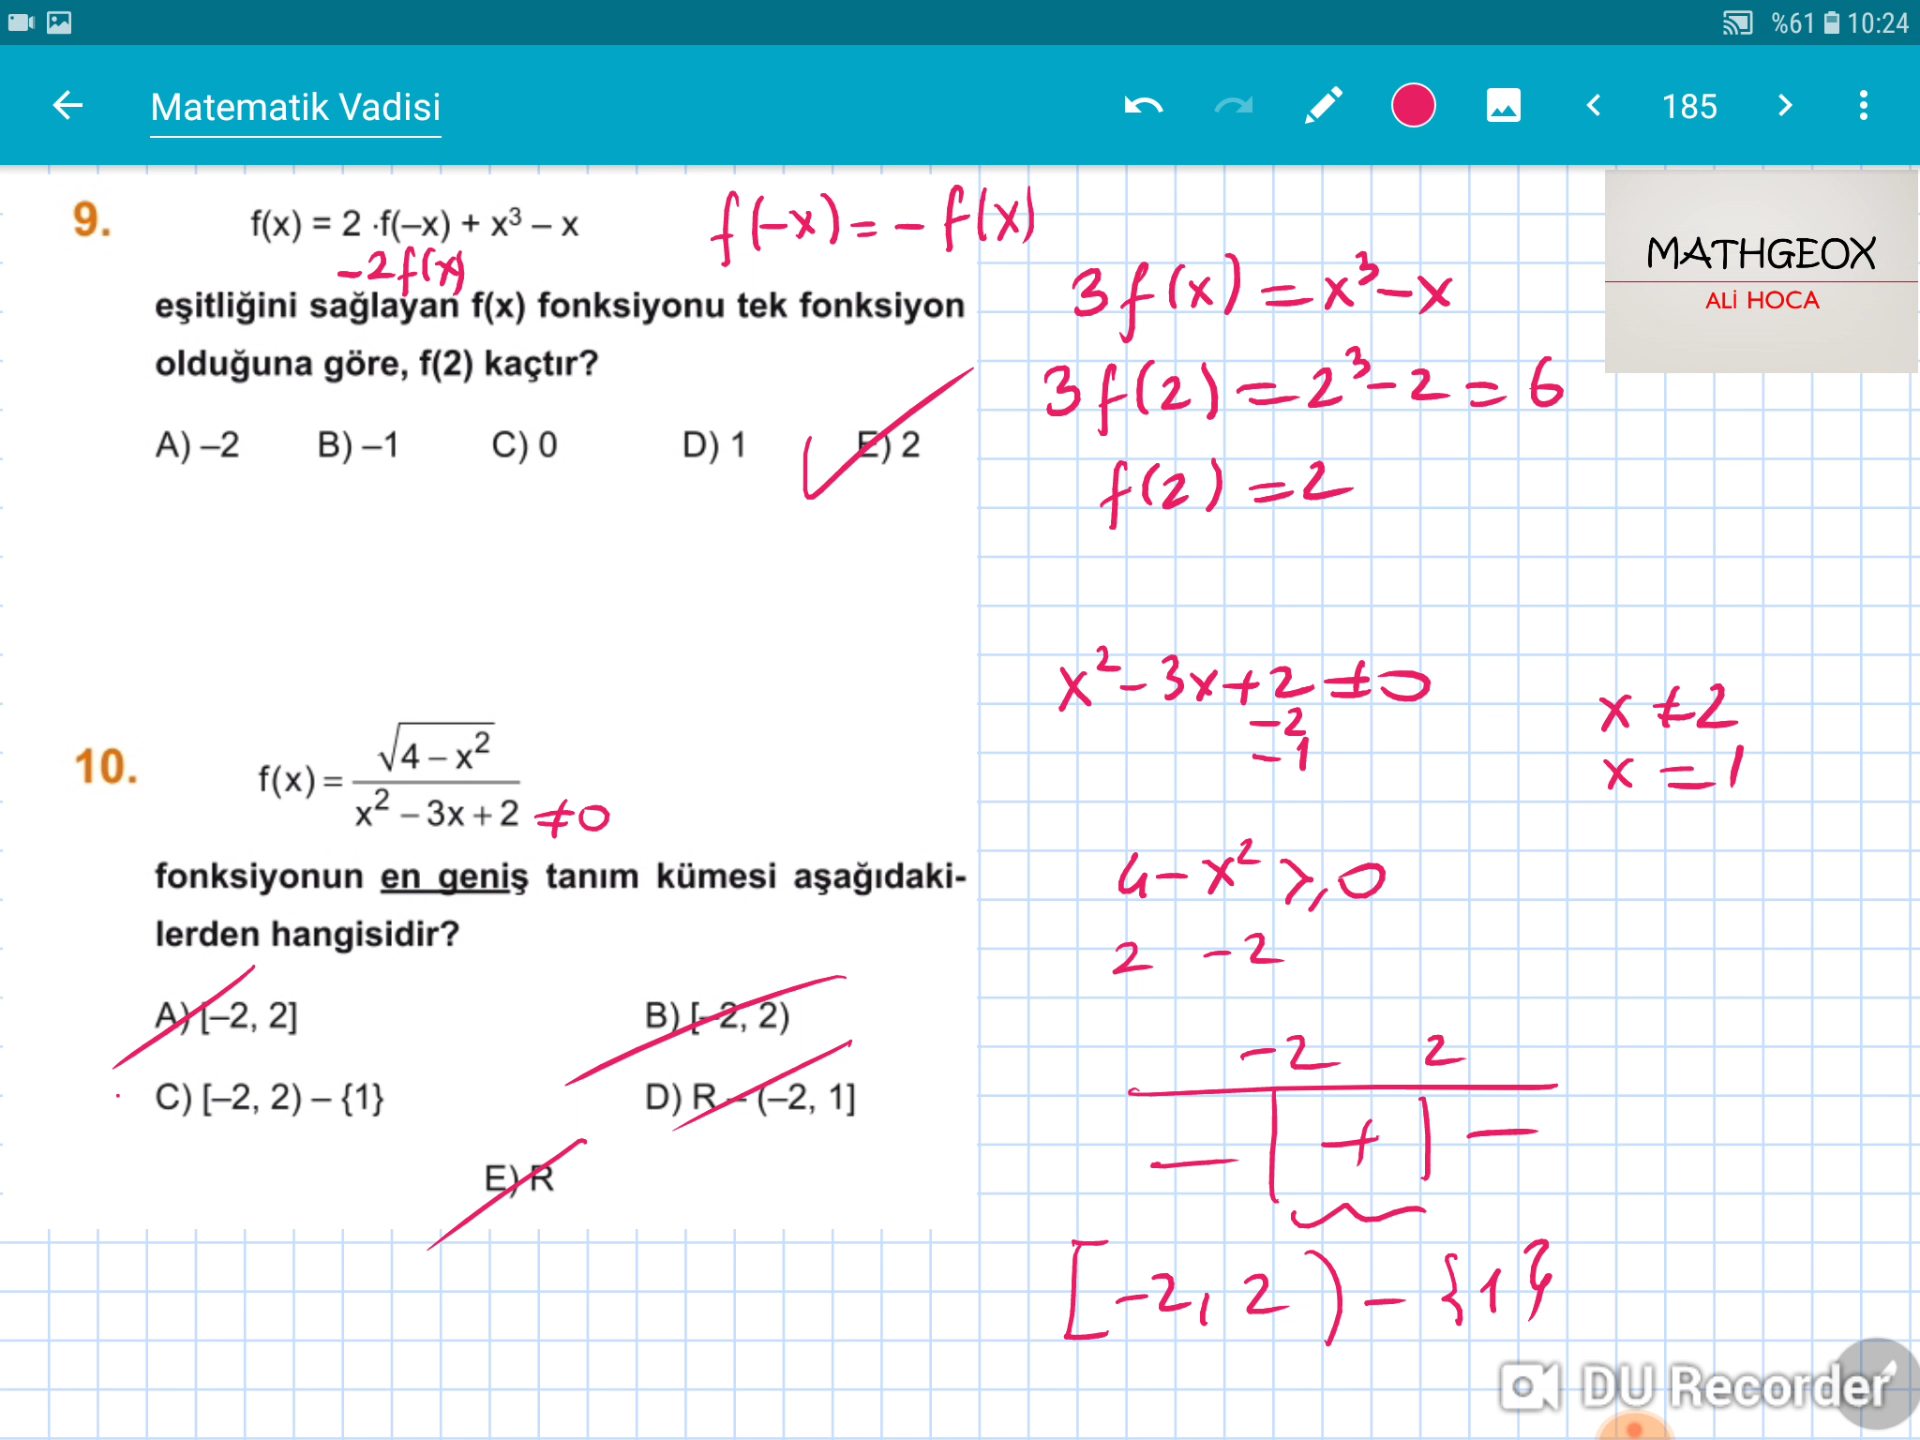 %61 10:24
Matematik Vadisi
185
MATHGEOX
ALİ HOCA
9.
f(x) = 2 ·f(–x) + x³ – x
-2f(x)
eşitliğini sağlayan f(x) fonksiyonu tek fonksiyon
olduğuna göre, f(2) kaçtır?
A) –2 B) –1 C) 0 D) 1 E) 2
f(-x) = - f(x)
3f(x) = x³ - x
3f(2) = 2³ - 2 = 6
f(2) = 2
10.
f(x) = √(4 – x²) / (x² – 3x + 2) ≠0
fonksiyonun en geniş tanım kümesi aşağıdaki-
lerden hangisidir?
A) [–2, 2] B) [–2, 2)
C) [–2, 2) – {1} D) R – (–2, 1]
E) R
x² - 3x + 2 ≠ 0
-2
-1
x ≠ 2
x = 1
4 - x² ≥ 0
2 -2
-2 2
- + -
[-2, 2) - {1}
DU Recorder